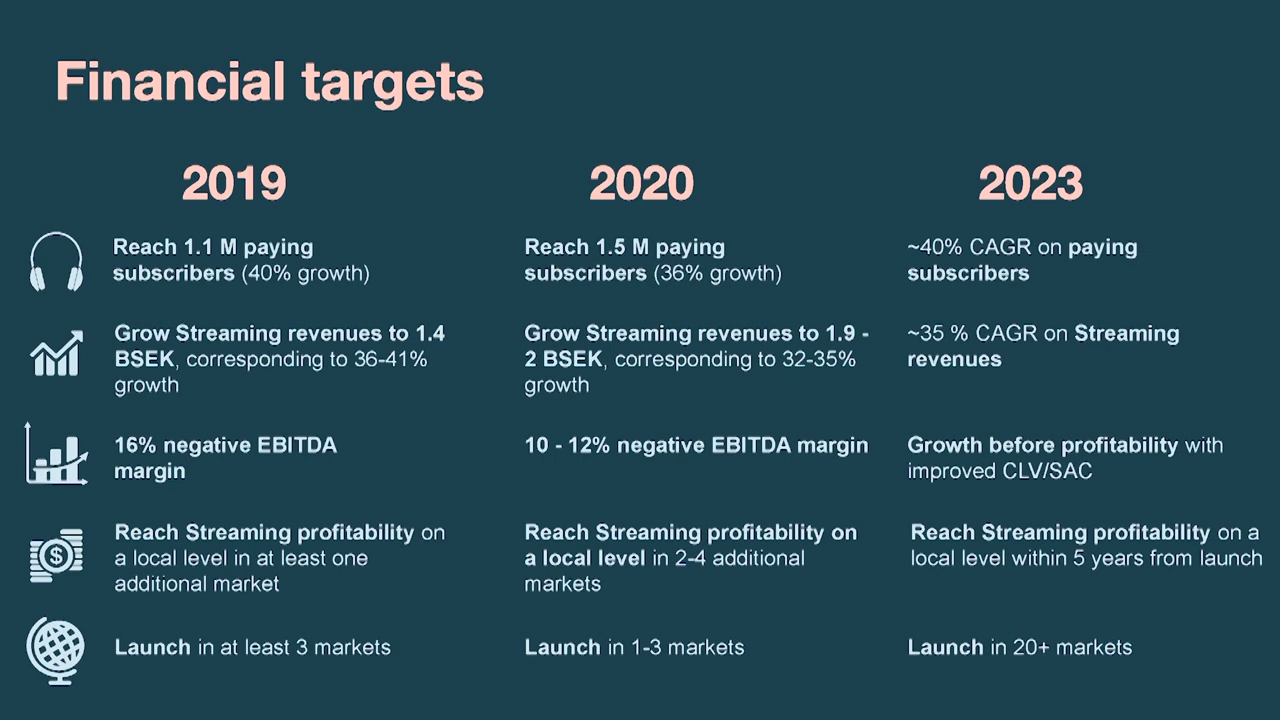 Financial targets
2019
2020
2023
Reach 1.1 M paying
subscribers (40% growth)
Reach 1.5 M paying
subscribers (36% growth)
~40% CAGR on paying
subscribers
Grow Streaming revenues to 1.4
BSEK, corresponding to 36-41%
growth
Grow Streaming revenues to 1.9 -
2 BSEK, corresponding to 32-35%
growth
~35 % CAGR on Streaming
revenues
16% negative EBITDA
margin
10 - 12% negative EBITDA margin
Growth before profitability with
improved CLV/SAC
$
Reach Streaming profitability on
a local level in at least one
additional market
Reach Streaming profitability on
a local level in 2-4 additional
markets
Reach Streaming profitability on a
local level within 5 years from launch
Launch in at least 3 markets
Launch in 1-3 markets
Launch in 20+ markets